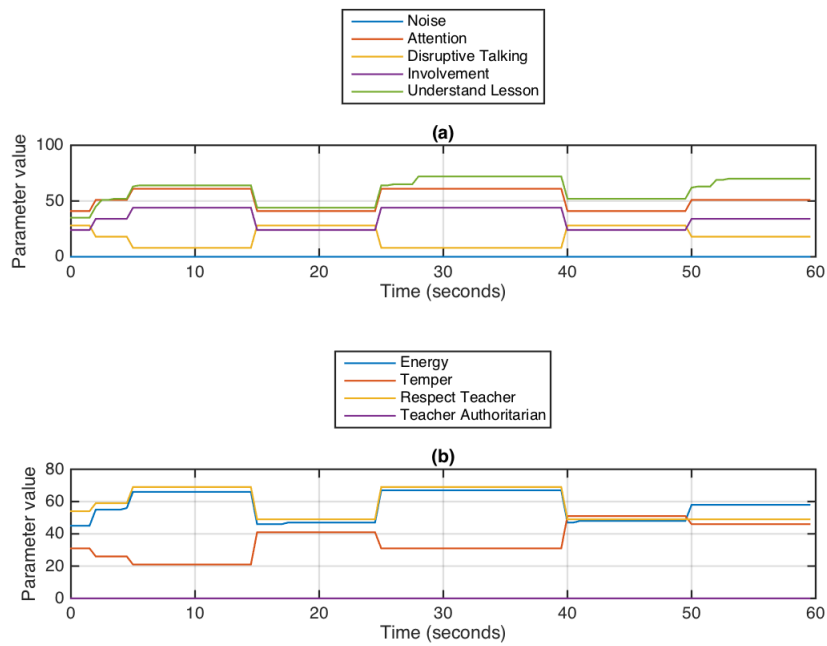 Noise
Attention
Disruptive Talking
Involvement
Understand Lesson
(a)
100
50
0
Parameter value
0 10 20 30 40 50 60
Time (seconds)
Energy
Temper
Respect Teacher
Teacher Authoritarian
(b)
80
60
40
20
0
Parameter value
0 10 20 30 40 50 60
Time (seconds)